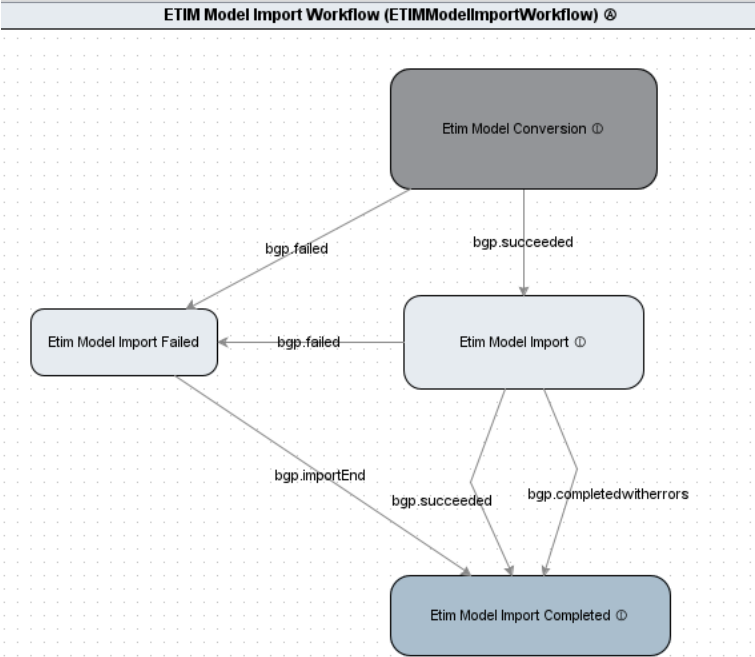 ETIM Model Import Workflow (ETIMModelImportWorkflow) Ⓐ
Etim Model Conversion ⓘ
bgp.failed
bgp.succeeded
Etim Model Import Failed
bgp.failed
Etim Model Import ⓘ
bgp.importEnd
bgp.succeeded
bgp.completedwitherrors
Etim Model Import Completed ⓘ